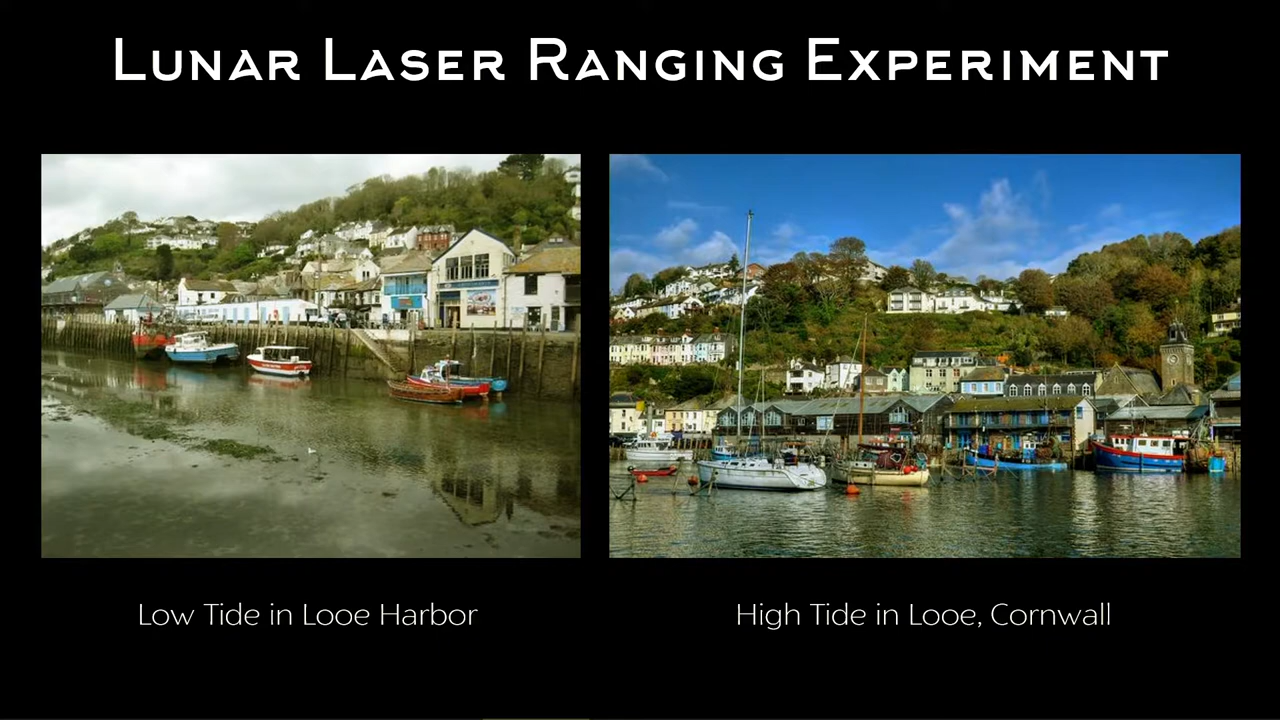 Lunar Laser Ranging Experiment
Low Tide in Looe Harbor
High Tide in Looe, Cornwall